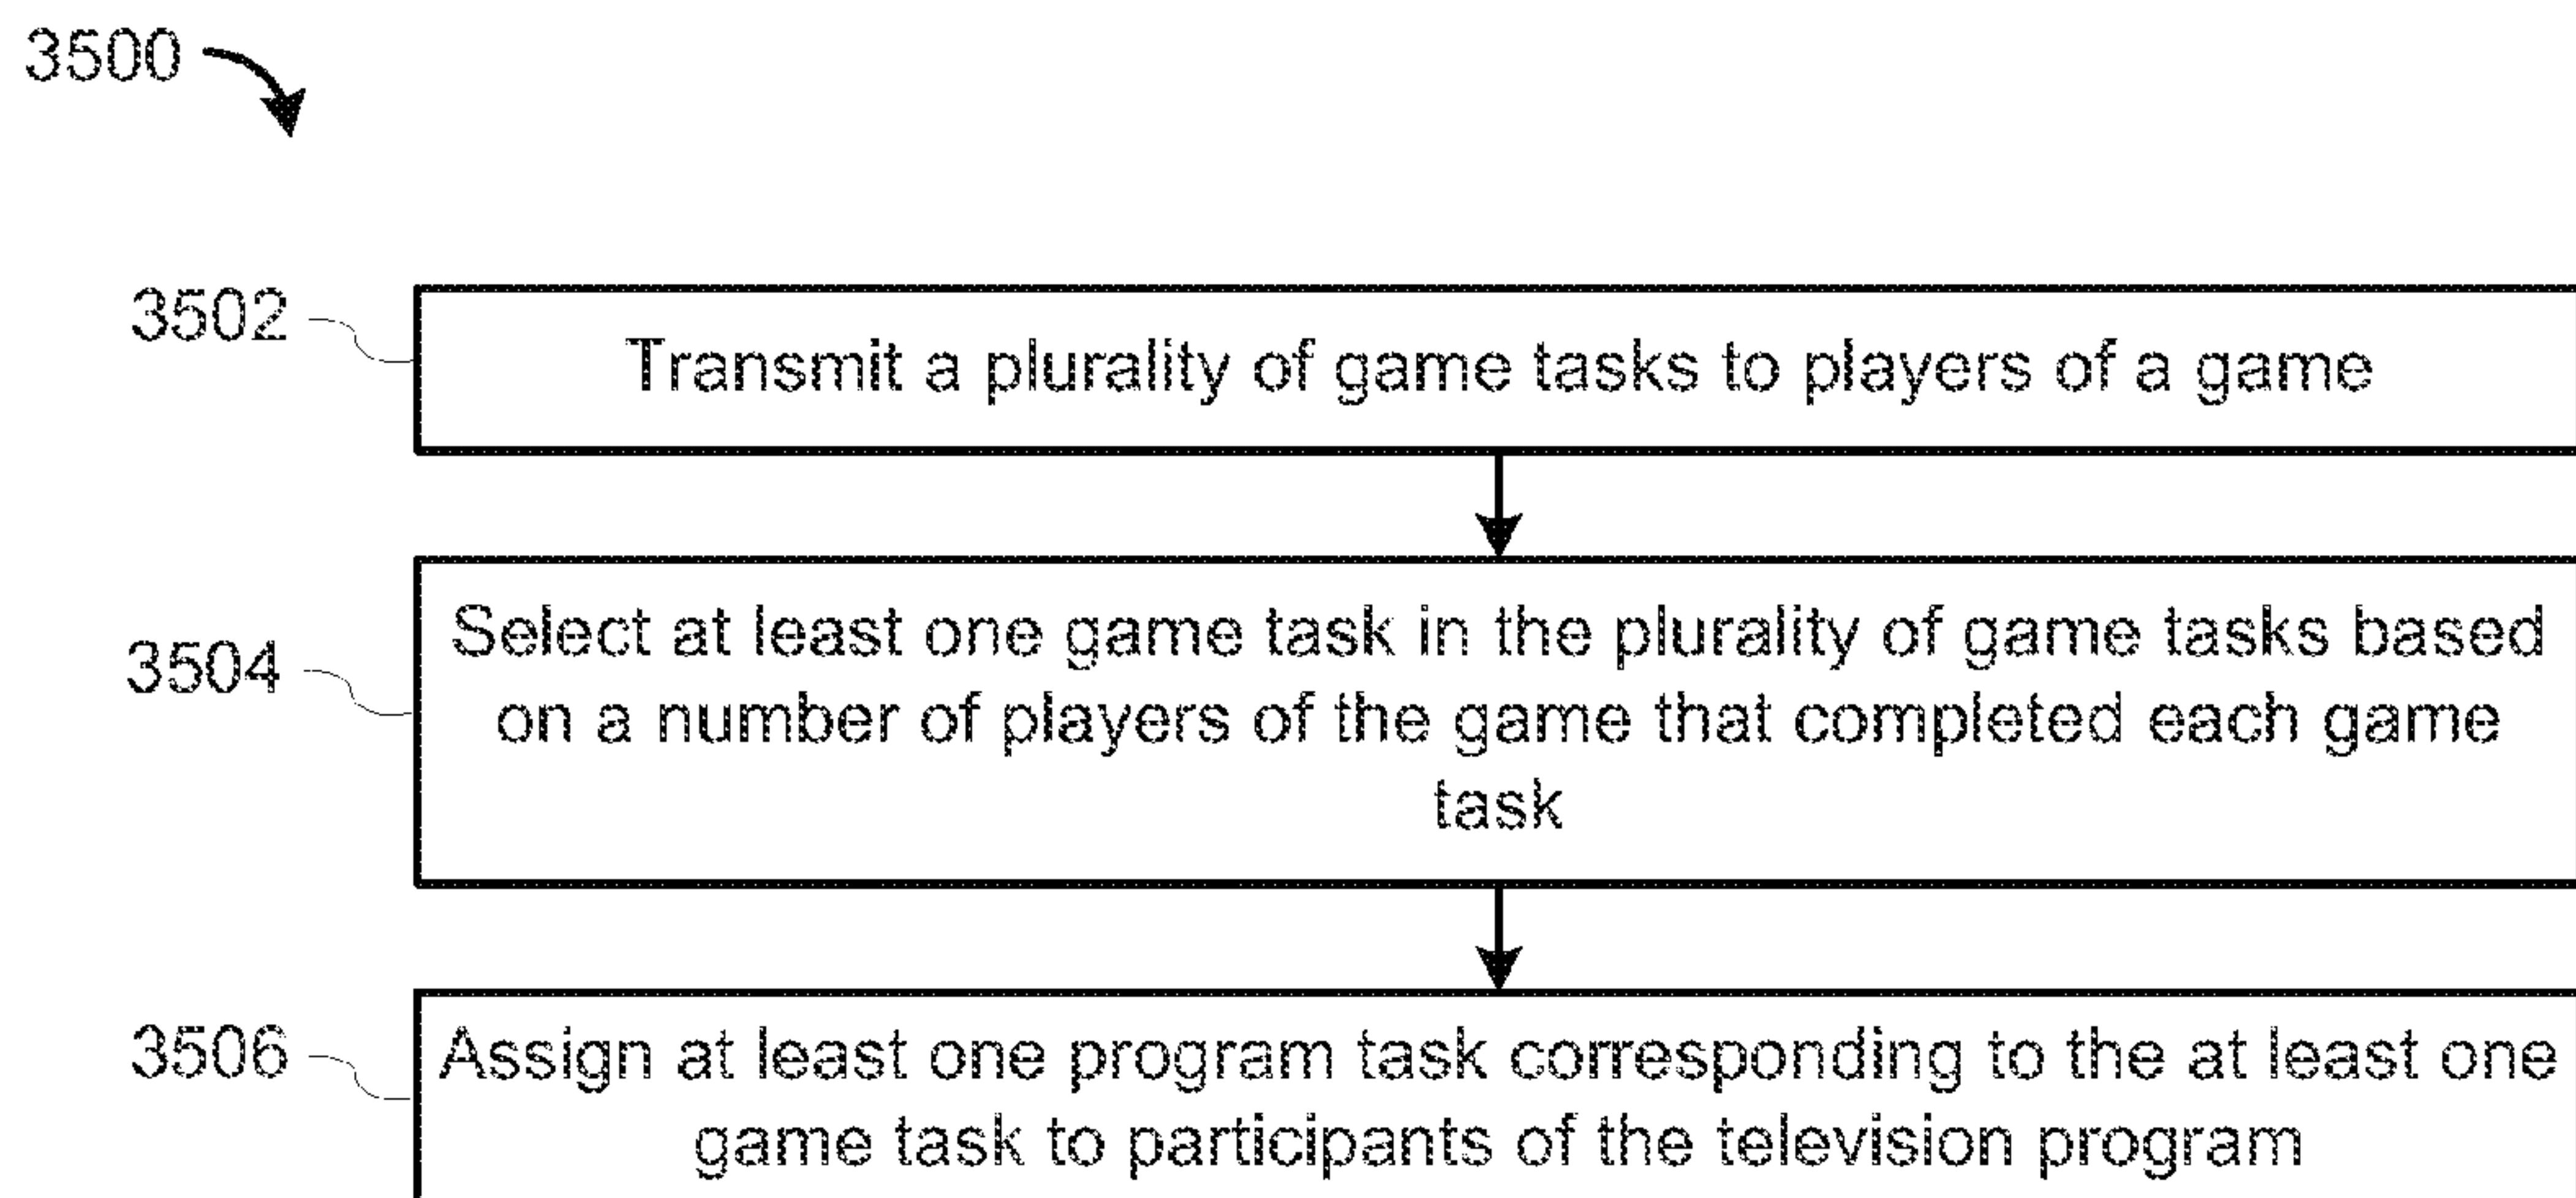 3500
3502
Transmit a plurality of game tasks to players of a game
3504
Select at least one game task in the plurality of game tasks based
on a number of players of the game that completed each game
task
3506
Assign at least one program task corresponding to the at least one
game task to participants of the television program